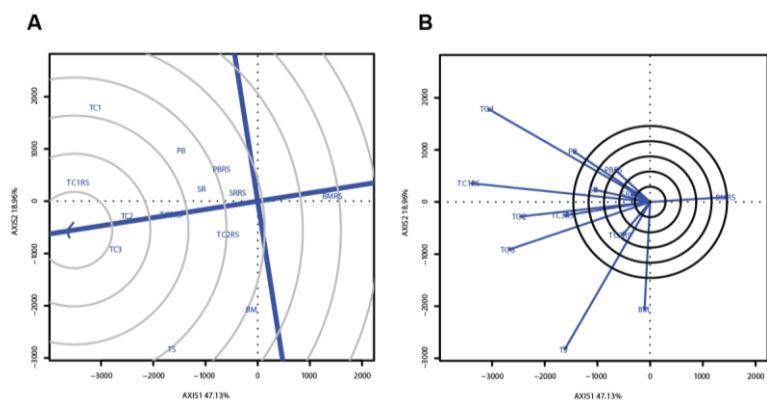 A
B
TC1
PB
PBRS
TC1RS
SR
SRRS
BMRS
TC2
TC3
TC2RS
BM
TS
2000
1000
0
−1000
−2000
−3000
−3000 −2000 −1000 0 1000 2000
AXIS2 18.96%
AXIS1 47.13%
TC1
PB
PBRS
TC1RS
SR
BMRS
TC2
TC3
BM
TS
2000
1000
0
−1000
−2000
−3000
−3000 −2000 −1000 0 1000 2000
AXIS2 18.96%
AXIS1 47.13%